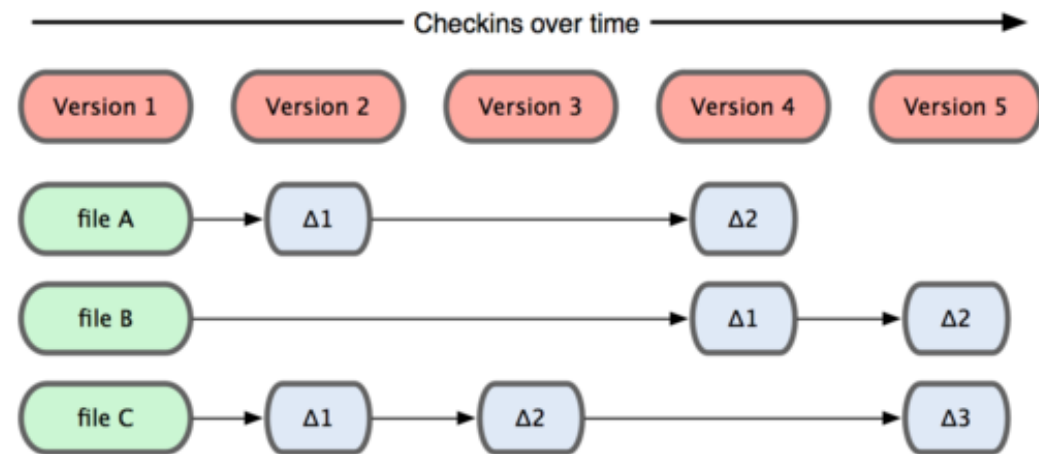 Checkins over time
Version 1 Version 2 Version 3 Version 4 Version 5
file A Δ1 Δ2
file B Δ1 Δ2
file C Δ1 Δ2 Δ3